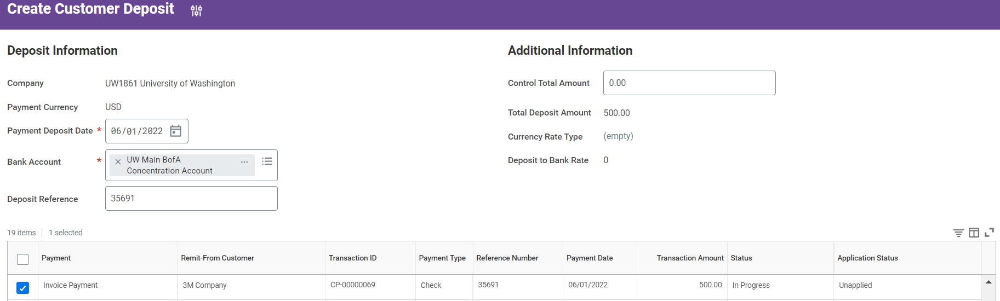 Create Customer Deposit
Deposit Information
Company UW1861 University of Washington
Payment Currency USD
Payment Deposit Date * 06/01/2022
Bank Account * × UW Main BofA ...
Concentration Account
Deposit Reference 35691
Additional Information
Control Total Amount 0.00
Total Deposit Amount 500.00
Currency Rate Type (empty)
Deposit to Bank Rate 0
19 items 1 selected
Payment Remit-From Customer Transaction ID Payment Type Reference Number Payment Date Transaction Amount Status Application Status
Invoice Payment 3M Company CP-00000069 Check 35691 06/01/2022 500.00 In Progress Unapplied